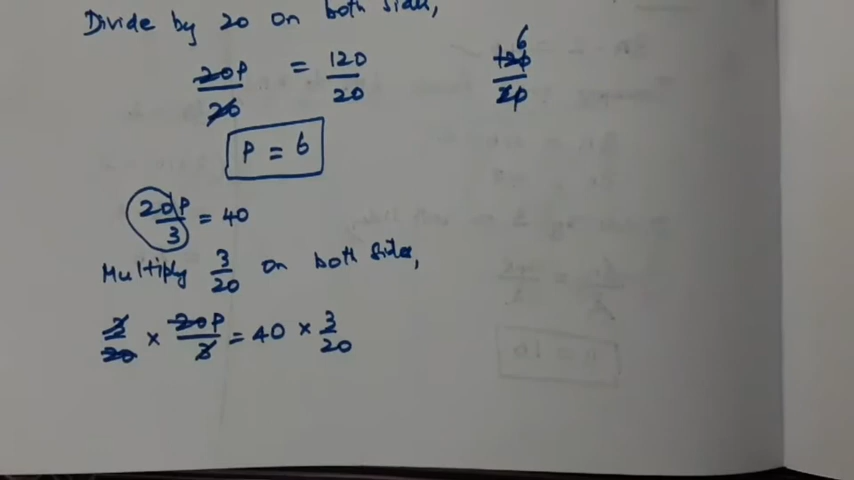 Divide by 20 on both sides,
20P/20 = 120/20
120/20 6
P = 6
20P/3 = 40
Multiply 3/20 on both sides,
3/20 × 20P/3 = 40 × 3/20